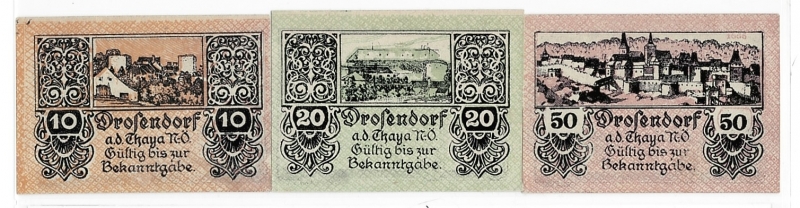 10 Drosendorf 10
a.d. Thaya N-Ö.
Gültig bis zur
Bekanntgabe.
20 Drosendorf 20
a.d. Thaya N-Ö.
Gültig bis zur
Bekanntgabe.
50 Drosendorf 50
a.d. Thaya N-Ö.
Gültig bis zur
Bekanntgabe.